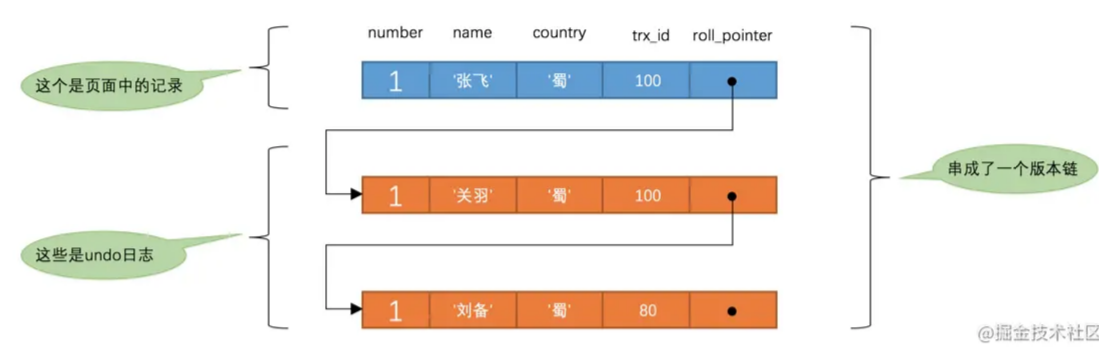 number name country trx_id roll_pointer
这个是页面中的记录
1 '张飞' '蜀' 100
串成了一个版本链
1 '关羽' '蜀' 100
这些是undo日志
1 '刘备' '蜀' 80
@掘金技术社区